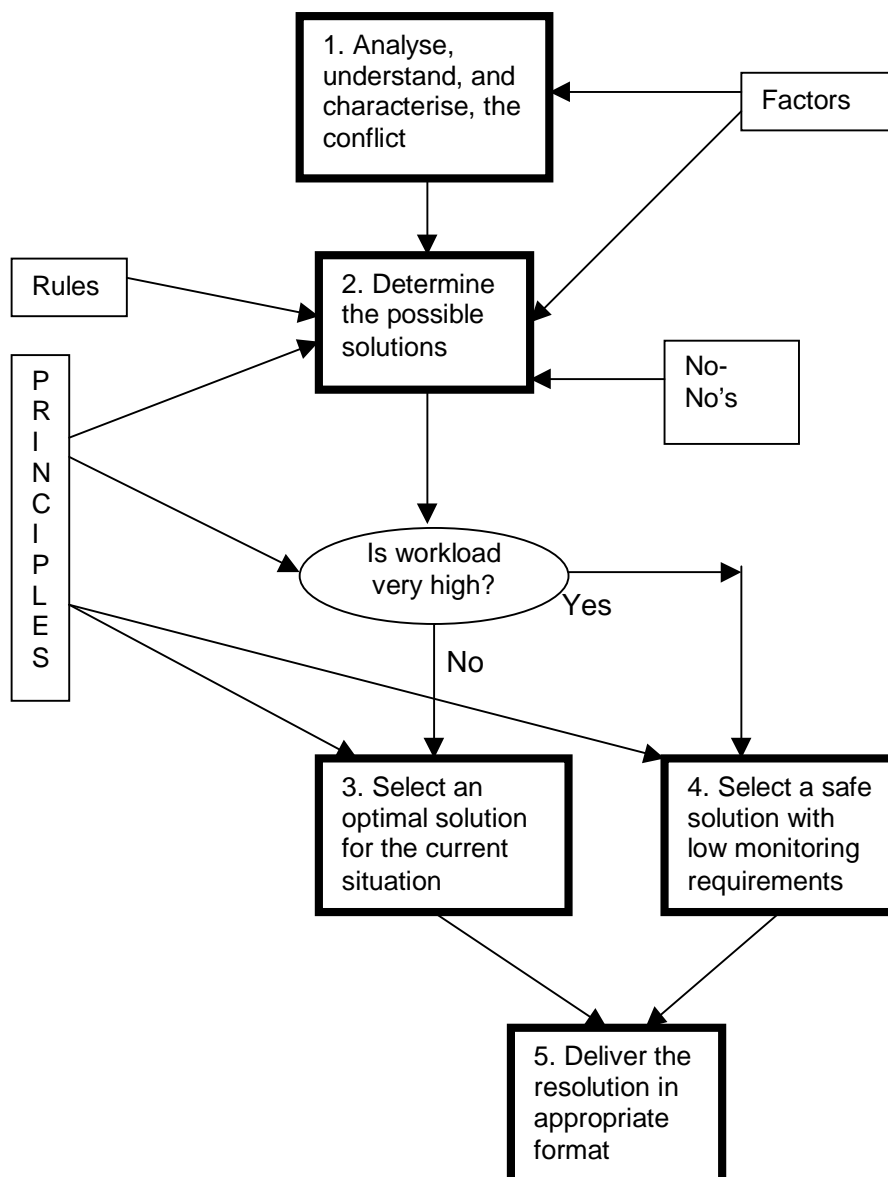 1. Analyse,
understand, and
characterise, the
conflict
Factors
Rules
2. Determine
the possible
solutions
No-
No’s
P
R
I
N
C
I
P
L
E
S
Is workload
very high?
Yes
No
3. Select an
optimal solution
for the current
situation
4. Select a safe
solution with
low monitoring
requirements
5. Deliver the
resolution in
appropriate
format